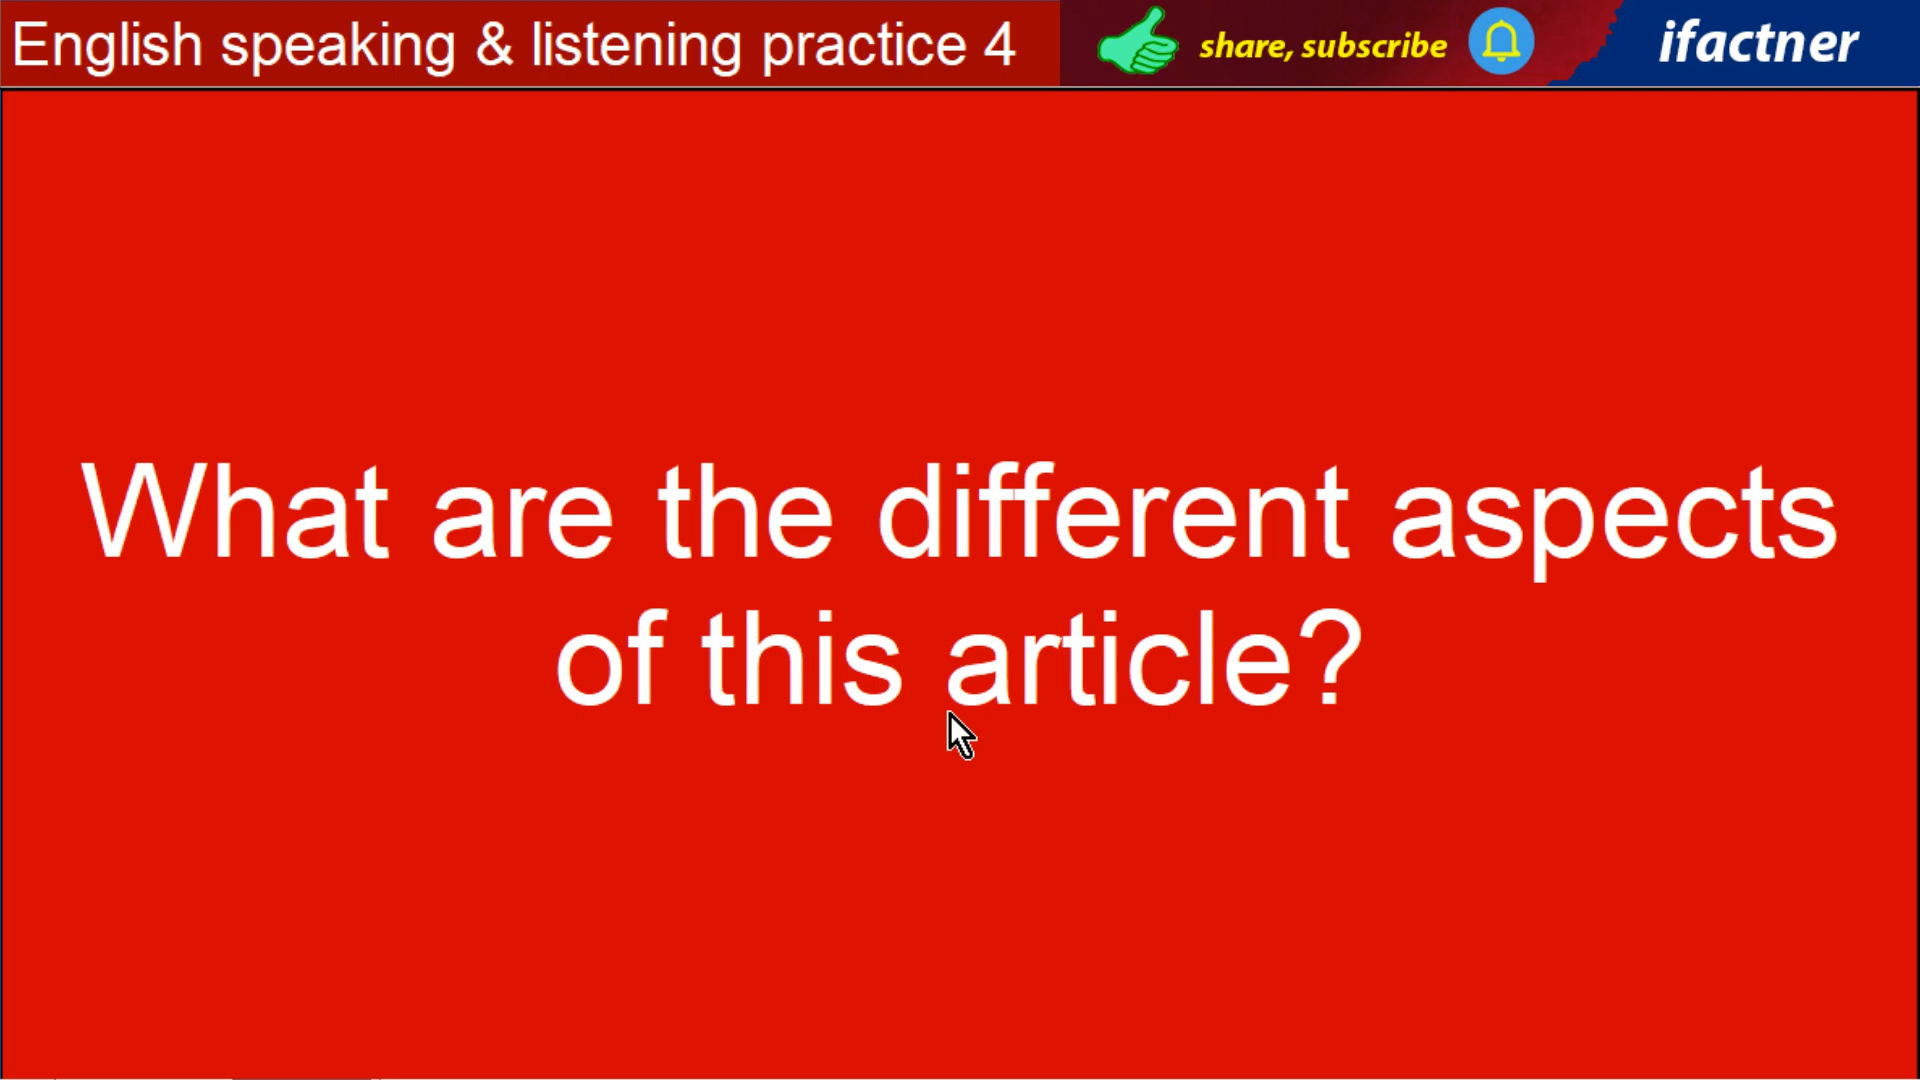 English speaking & listening practice 4
share, subscribe
ifactner
What are the different aspects
of this article?